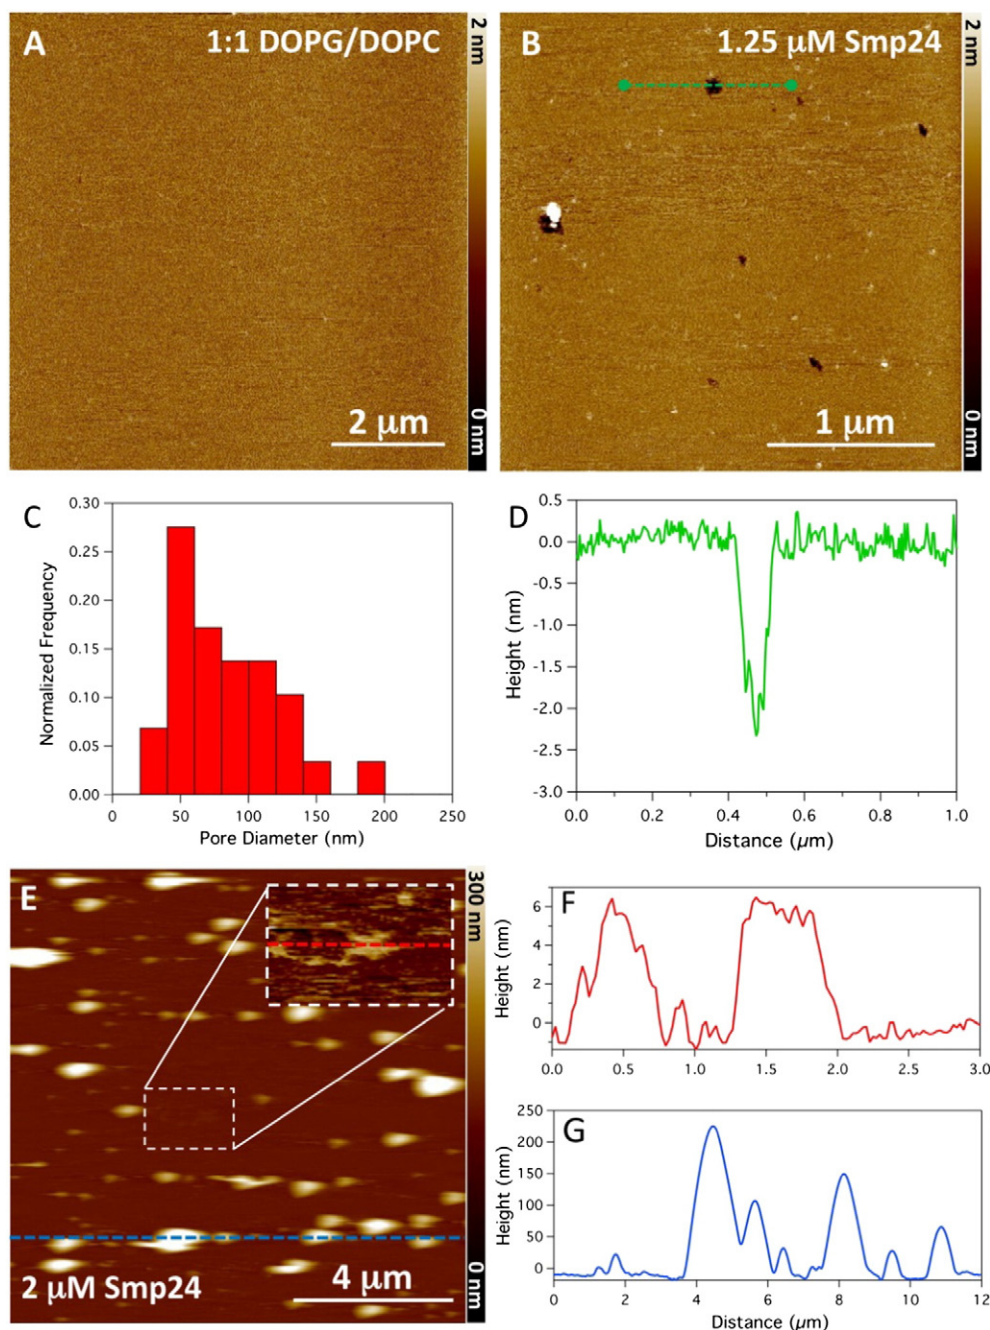 A
1:1 DOPG/DOPC
2 nm
0 nm
2 μm
B
1.25 μM Smp24
2 nm
0 nm
1 μm
C
Normalized Frequency
0.30
0.25
0.20
0.15
0.10
0.05
0.00
0 50 100 150 200 250
Pore Diameter (nm)
D
Height (nm)
0.5
0.0
-0.5
-1.0
-1.5
-2.0
-2.5
-3.0
0.0 0.2 0.4 0.6 0.8 1.0
Distance (μm)
E
300 nm
0 nm
2 μM Smp24
4 μm
F
Height (nm)
6
4
2
0
0.0 0.5 1.0 1.5 2.0 2.5 3.0
G
Height (nm)
250
200
150
100
50
0
0 2 4 6 8 10 12
Distance (μm)